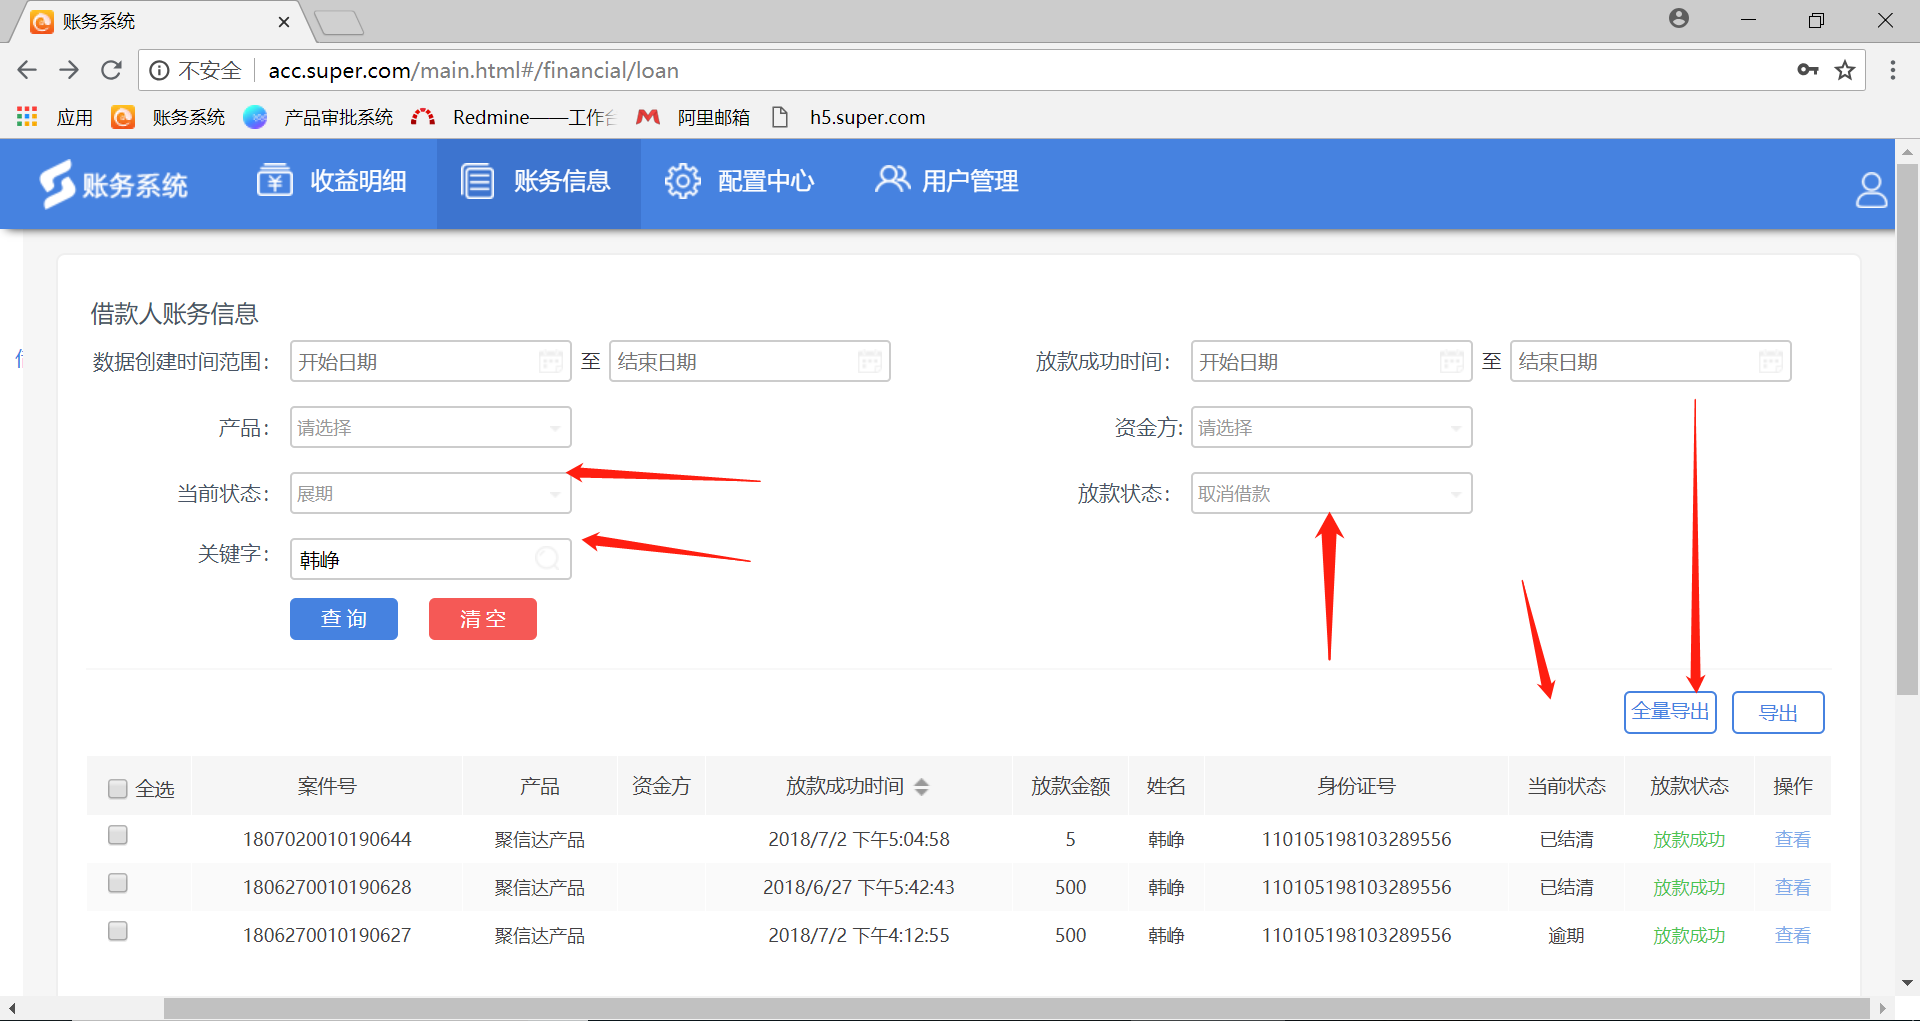 账务系统
不安全 acc.super.com/main.html#/financial/loan
应用 账务系统 产品审批系统 Redmine——工作台 阿里邮箱 h5.super.com
账务系统 收益明细 账务信息 配置中心 用户管理
借款人账务信息
数据创建时间范围： 开始日期 至 结束日期 放款成功时间： 开始日期 至 结束日期
产品： 请选择 资金方: 请选择
当前状态： 展期 放款状态： 取消借款
关键字： 韩峥
查 询 清 空
全量导出 导出
全选 案件号 产品 资金方 放款成功时间 放款金额 姓名 身份证号 当前状态 放款状态 操作
1807020010190644 聚信达产品 2018/7/2 下午5:04:58 5 韩峥 110105198103289556 已结清 放款成功 查看
1806270010190628 聚信达产品 2018/6/27 下午5:42:43 500 韩峥 110105198103289556 已结清 放款成功 查看
1806270010190627 聚信达产品 2018/7/2 下午4:12:55 500 韩峥 110105198103289556 逾期 放款成功 查看